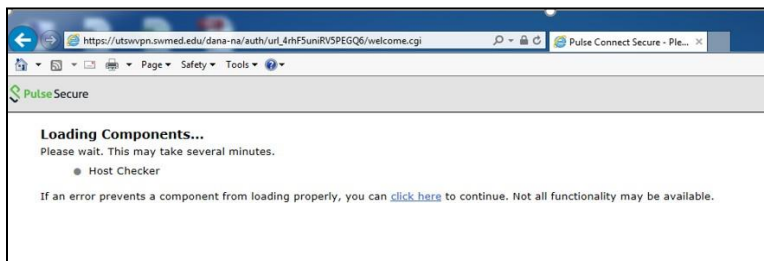 https://utswvpn.swmed.edu/dana-na/auth/url_4rhF5uniRV5PEGQ6/welcome.cgi
Pulse Connect Secure - Ple...
Page Safety Tools
Pulse Secure
Loading Components...
Please wait. This may take several minutes.
Host Checker
If an error prevents a component from loading properly, you can click here to continue. Not all functionality may be available.